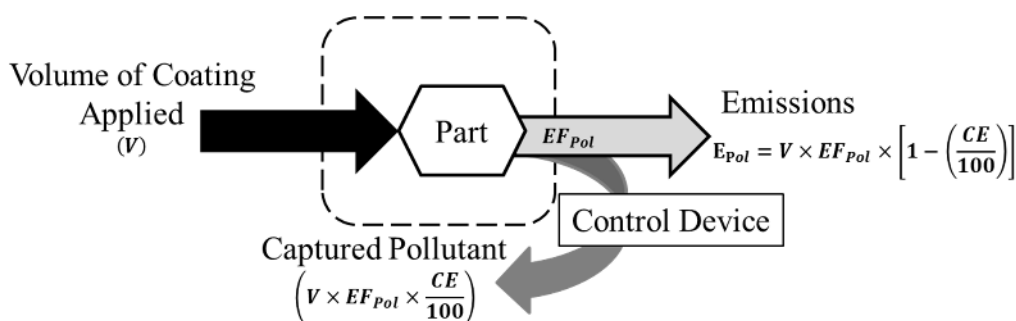 Volume of Coating
Applied
(V)
Part
EF_Pol
Emissions
E_Pol = V × EF_Pol × [1 − (CE/100)]
Control Device
Captured Pollutant
(V × EF_Pol × CE/100)